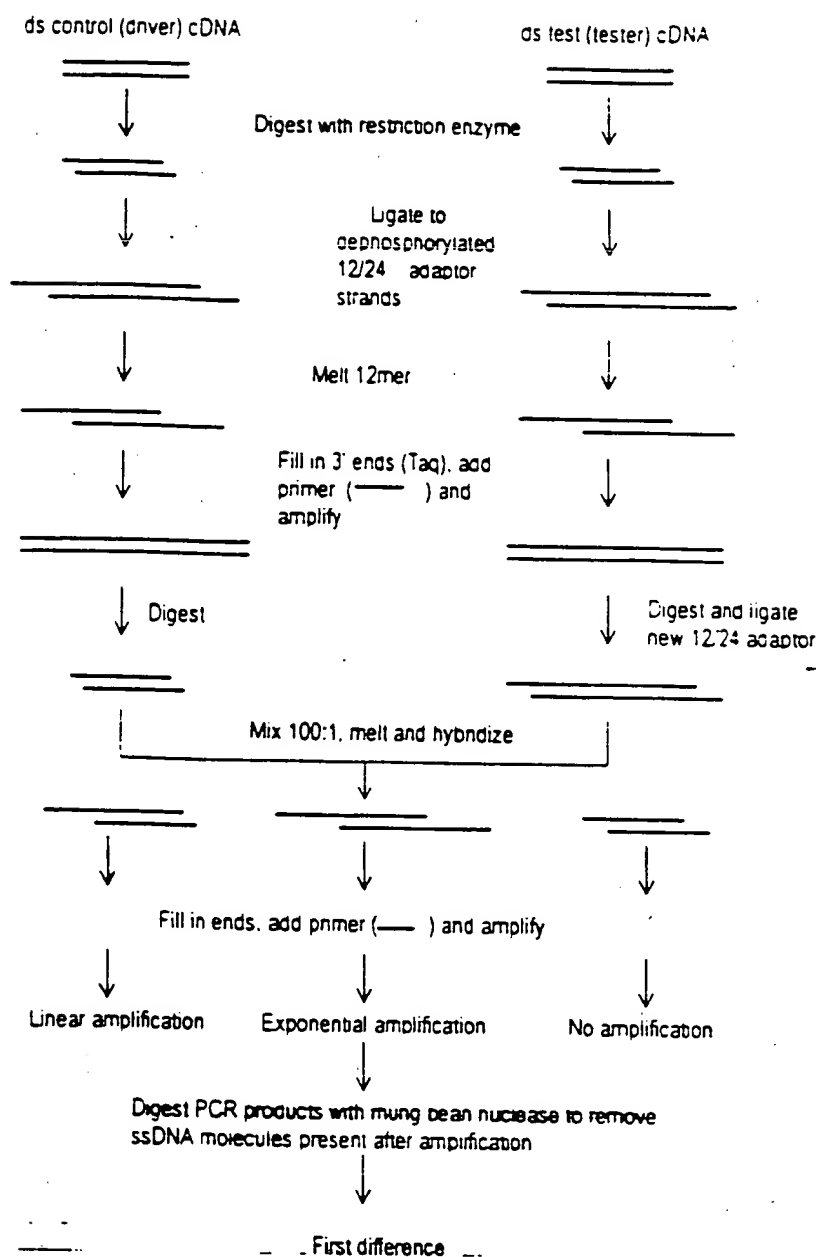 ds control (driver) cDNA
ds test (tester) cDNA
Digest with restriction enzyme
Ligate to
dephosphorylated
12/24 adaptor
strands
Melt 12mer
Fill in 3' ends (Taq), add
primer ( ) and
amplify
Digest
Digest and ligate
new 12/24 adaptor
Mix 100:1, melt and hybridize
Fill in ends, add primer ( ) and amplify
Linear amplification
Exponential amplification
No amplification
Digest PCR products with mung bean nuclease to remove
ssDNA molecules present after amplification
First difference